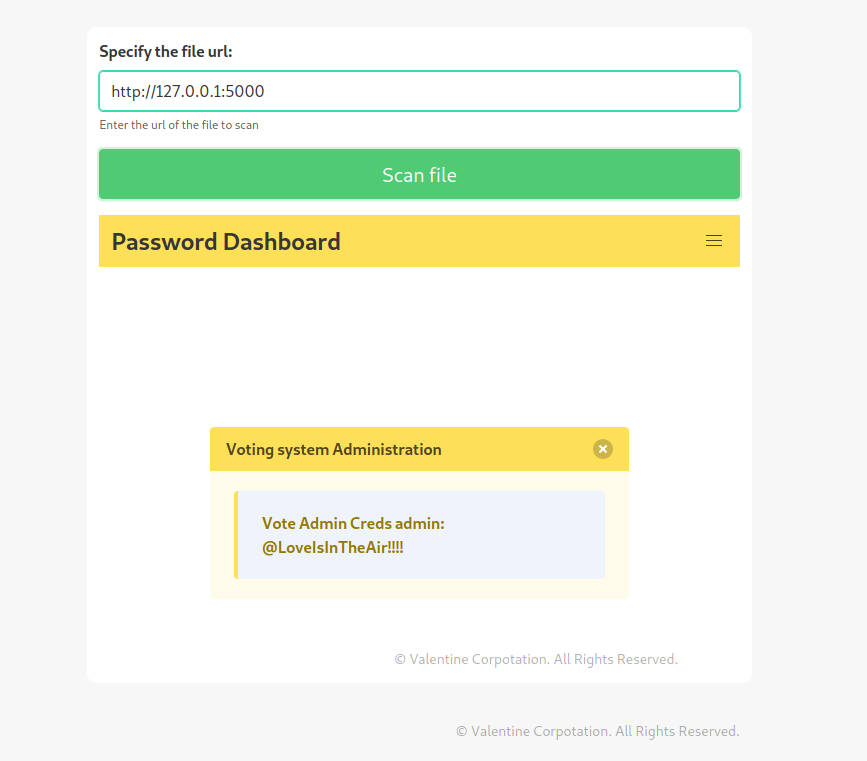 Specify the file url:
http://127.0.0.1:5000
Enter the url of the file to scan
Scan file
Password Dashboard
Voting system Administration
Vote Admin Creds admin:
@LoveIsInTheAir!!!!
© Valentine Corpotation. All Rights Reserved.
© Valentine Corpotation. All Rights Reserved.